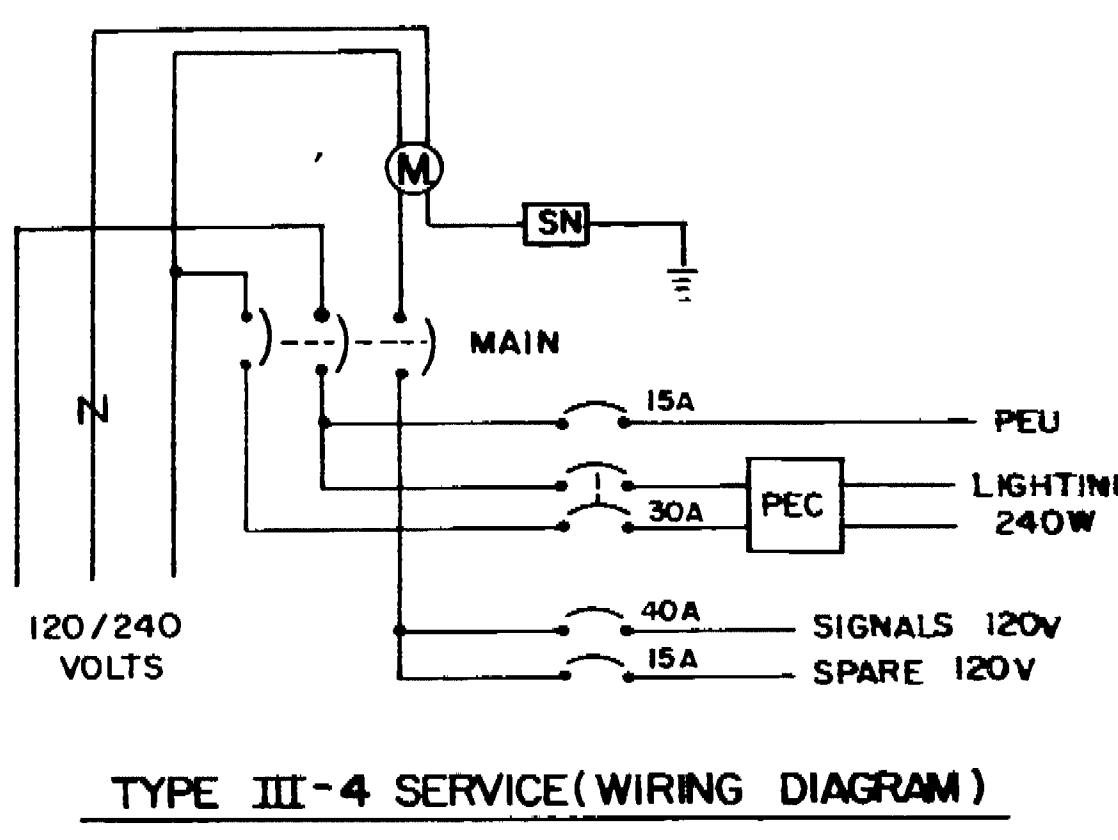 M
SN
MAIN
N
15A
PEU
LIGHTIN
PEC
30A
240W
120/240
VOLTS
40A
SIGNALS 120V
15A
SPARE 120V
TYPE III-4 SERVICE(WIRING DIAGRAM)